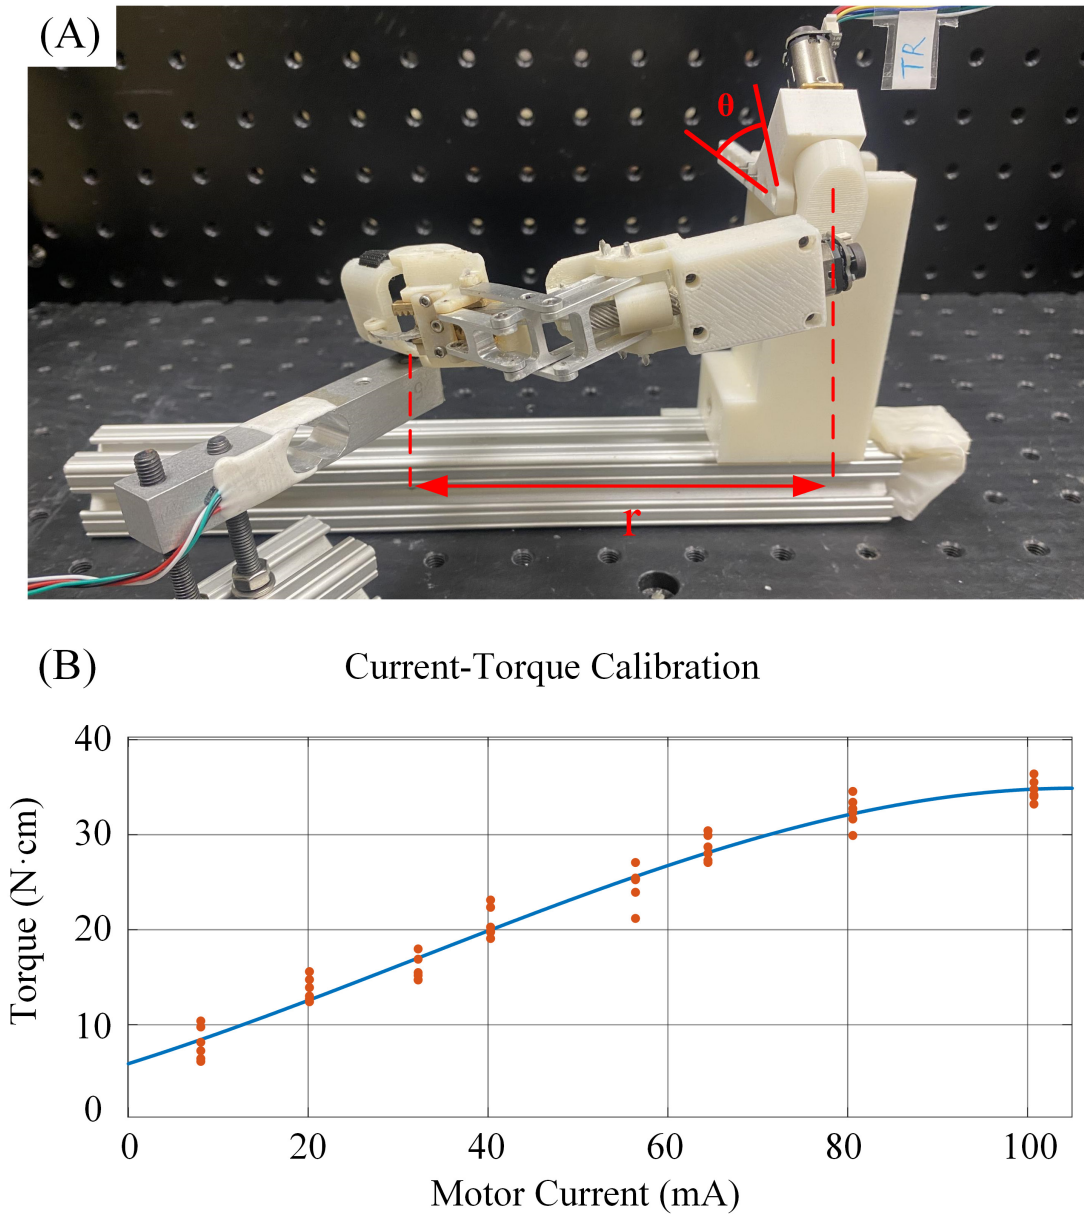 (A)
TR
θ
r
(B)
Current-Torque Calibration
Torque (N·cm)
40
30
20
10
0
0 20 40 60 80 100
Motor Current (mA)